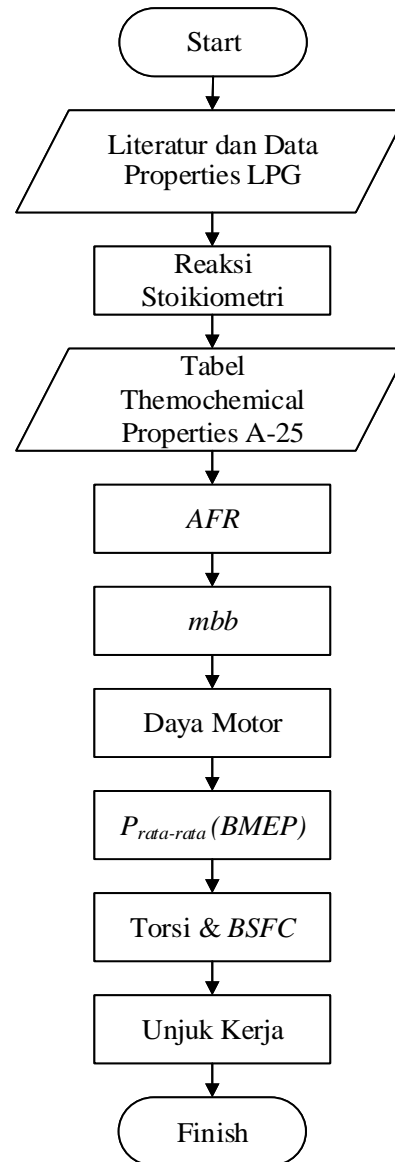 Start
Literatur dan Data
Properties LPG
Reaksi
Stoikiometri
Tabel
Themochemical
Properties A-25
AFR
mbb
Daya Motor
P rata-rata (BMEP)
Torsi & BSFC
Unjuk Kerja
Finish